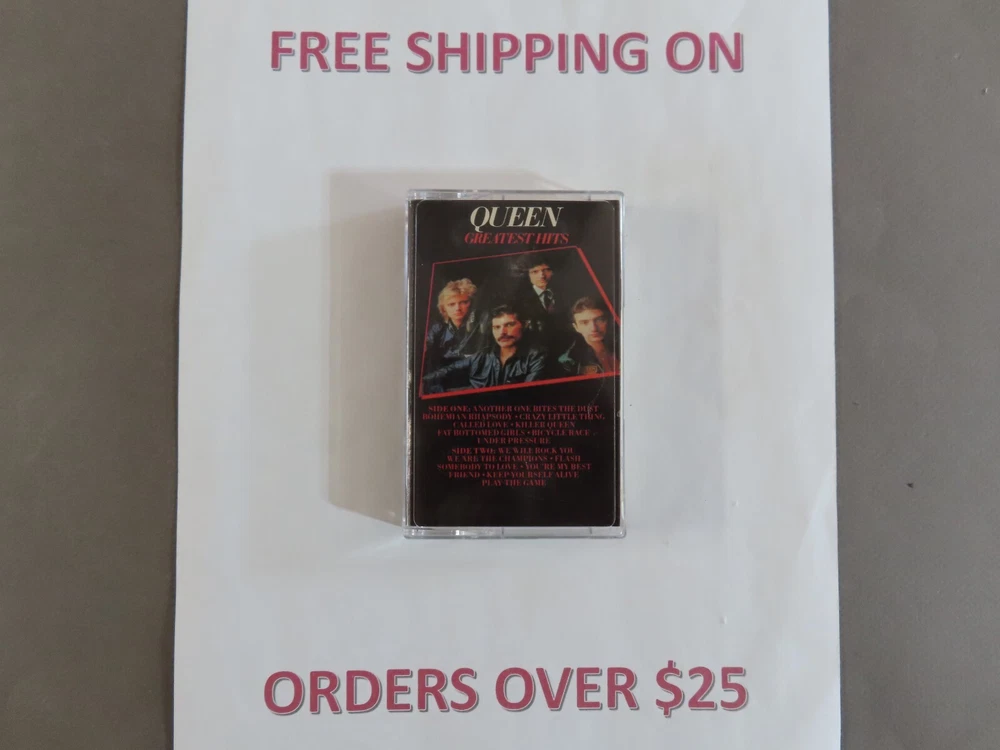 FREE SHIPPING ON
QUEEN
GREATEST HITS
SIDE ONE: ANOTHER ONE BITES THE DUST
BOHEMIAN RHAPSODY • CRAZY LITTLE THING
CALLED LOVE • KILLER QUEEN
FAT BOTTOMED GIRLS • BICYCLE RACE •
UNDER PRESSURE
SIDE TWO: WE WILL ROCK YOU
WE ARE THE CHAMPIONS • FLASH
SOMEBODY TO LOVE • YOU'RE MY BEST
FRIEND • KEEP YOURSELF ALIVE
PLAY THE GAME
ORDERS OVER $25